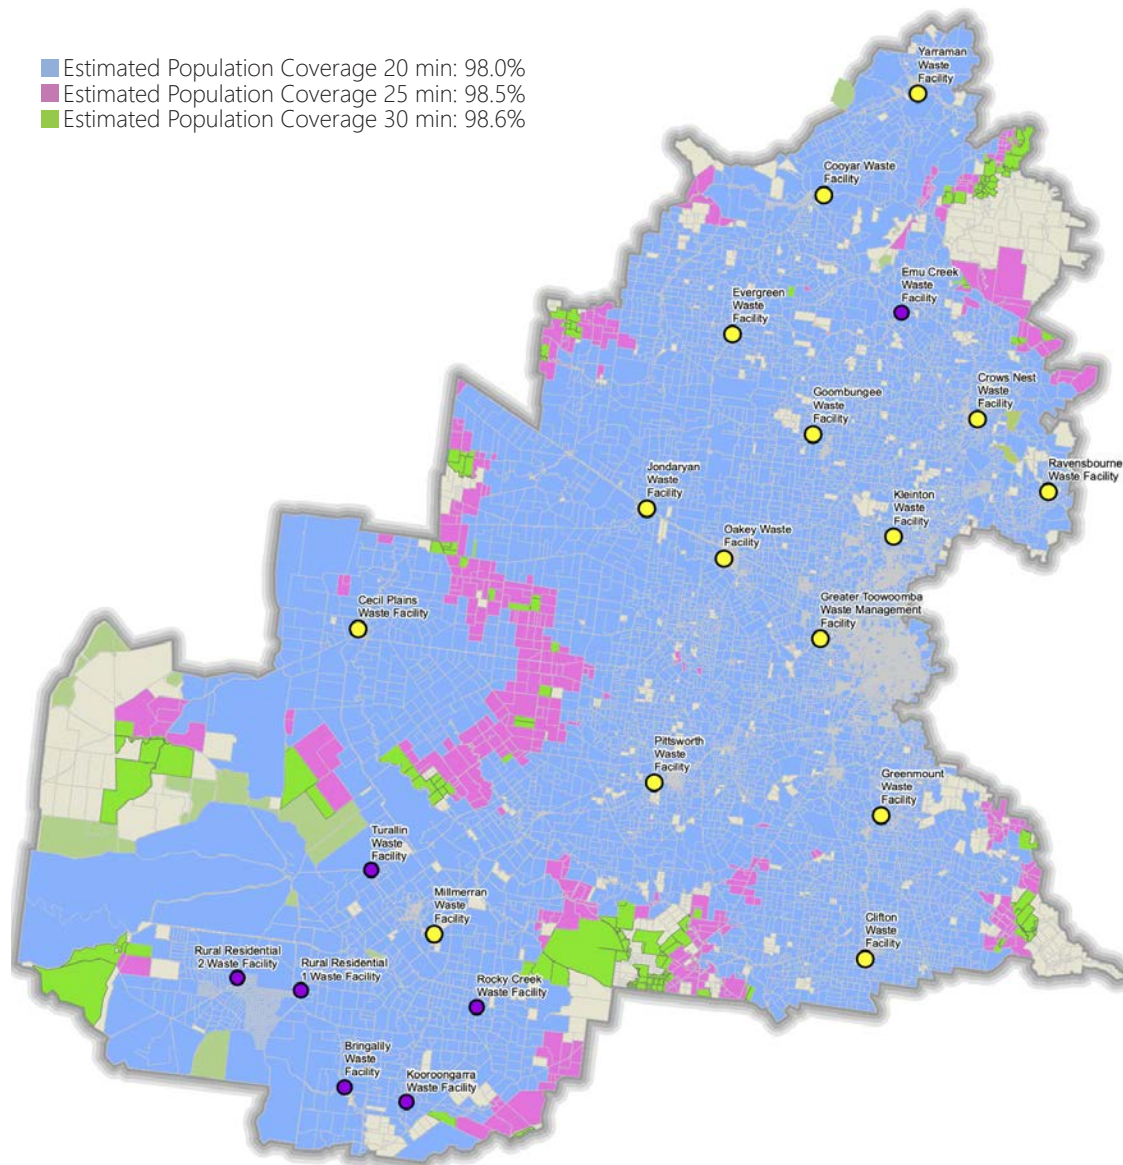 Estimated Population Coverage 20 min: 98.0%
Estimated Population Coverage 25 min: 98.5%
Estimated Population Coverage 30 min: 98.6%
Yarraman
Waste
Facility
Cooyar Waste
Facility
Emu Creek
Waste
Facility
Evergreen
Waste
Facility
Crows Nest
Waste
Facility
Goombungee
Waste
Facility
Ravensbourne
Waste Facility
Jondaryan
Waste
Facility
Kleinton
Waste
Facility
Oakey Waste
Facility
Cecil Plains
Waste Facility
Greater Toowoomba
Waste Management
Facility
Pittsworth
Waste
Facility
Greenmount
Waste
Facility
Turallin
Waste
Facility
Millmerran
Waste
Facility
Clifton
Waste
Facility
Rural Residential
2 Waste Facility
Rural Residential
1 Waste Facility
Rocky Creek
Waste Facility
Bringalily
Waste
Facility
Kooroongarra
Waste Facility